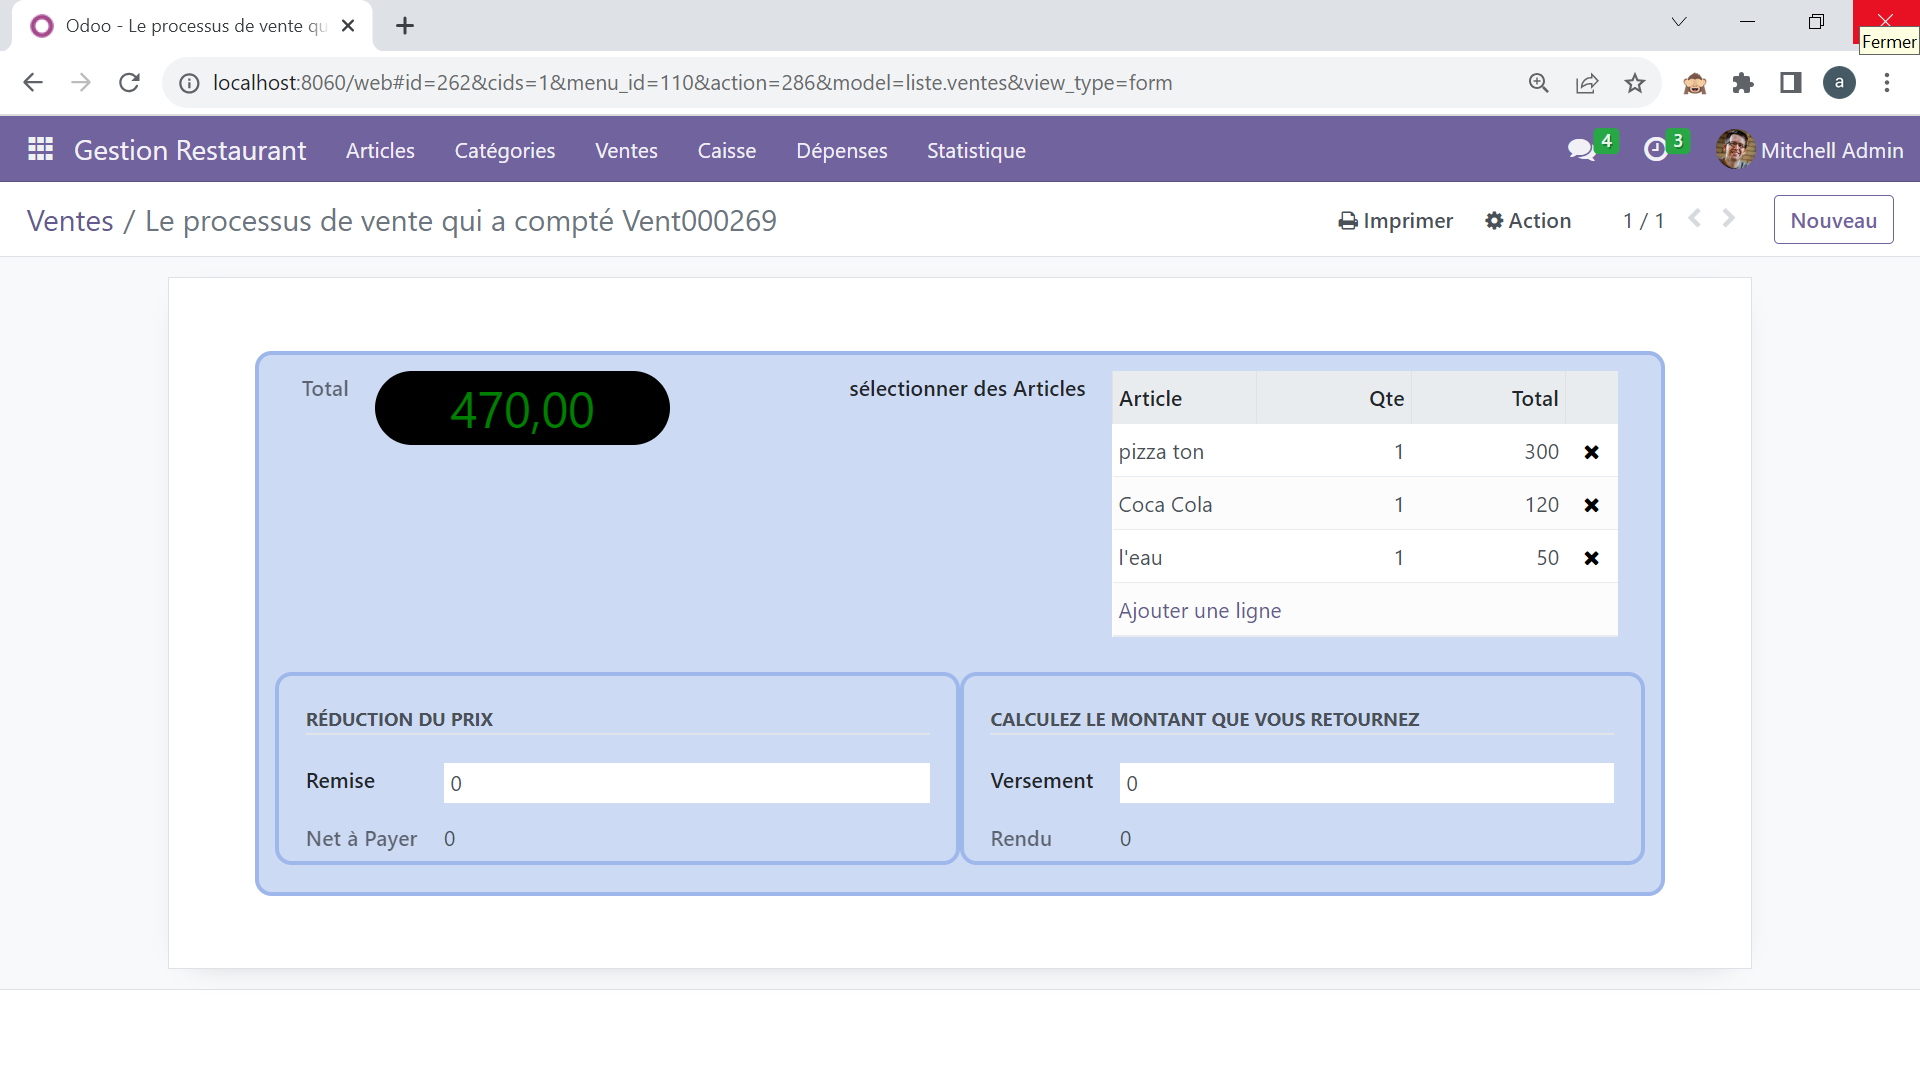 Odoo - Le processus de vente qu
Fermer
localhost:8060/web#id=262&cids=1&menu_id=110&action=286&model=liste.ventes&view_type=form
a
Gestion Restaurant Articles Catégories Ventes Caisse Dépenses Statistique 4 3 Mitchell Admin
Ventes / Le processus de vente qui a compté Vent000269 Imprimer Action 1 / 1 Nouveau
Total 470,00 sélectionner des Articles
Article Qte Total
pizza ton 1 300
Coca Cola 1 120
l'eau 1 50
Ajouter une ligne
RÉDUCTION DU PRIX
Remise 0
Net à Payer 0
CALCULEZ LE MONTANT QUE VOUS RETOURNEZ
Versement 0
Rendu 0